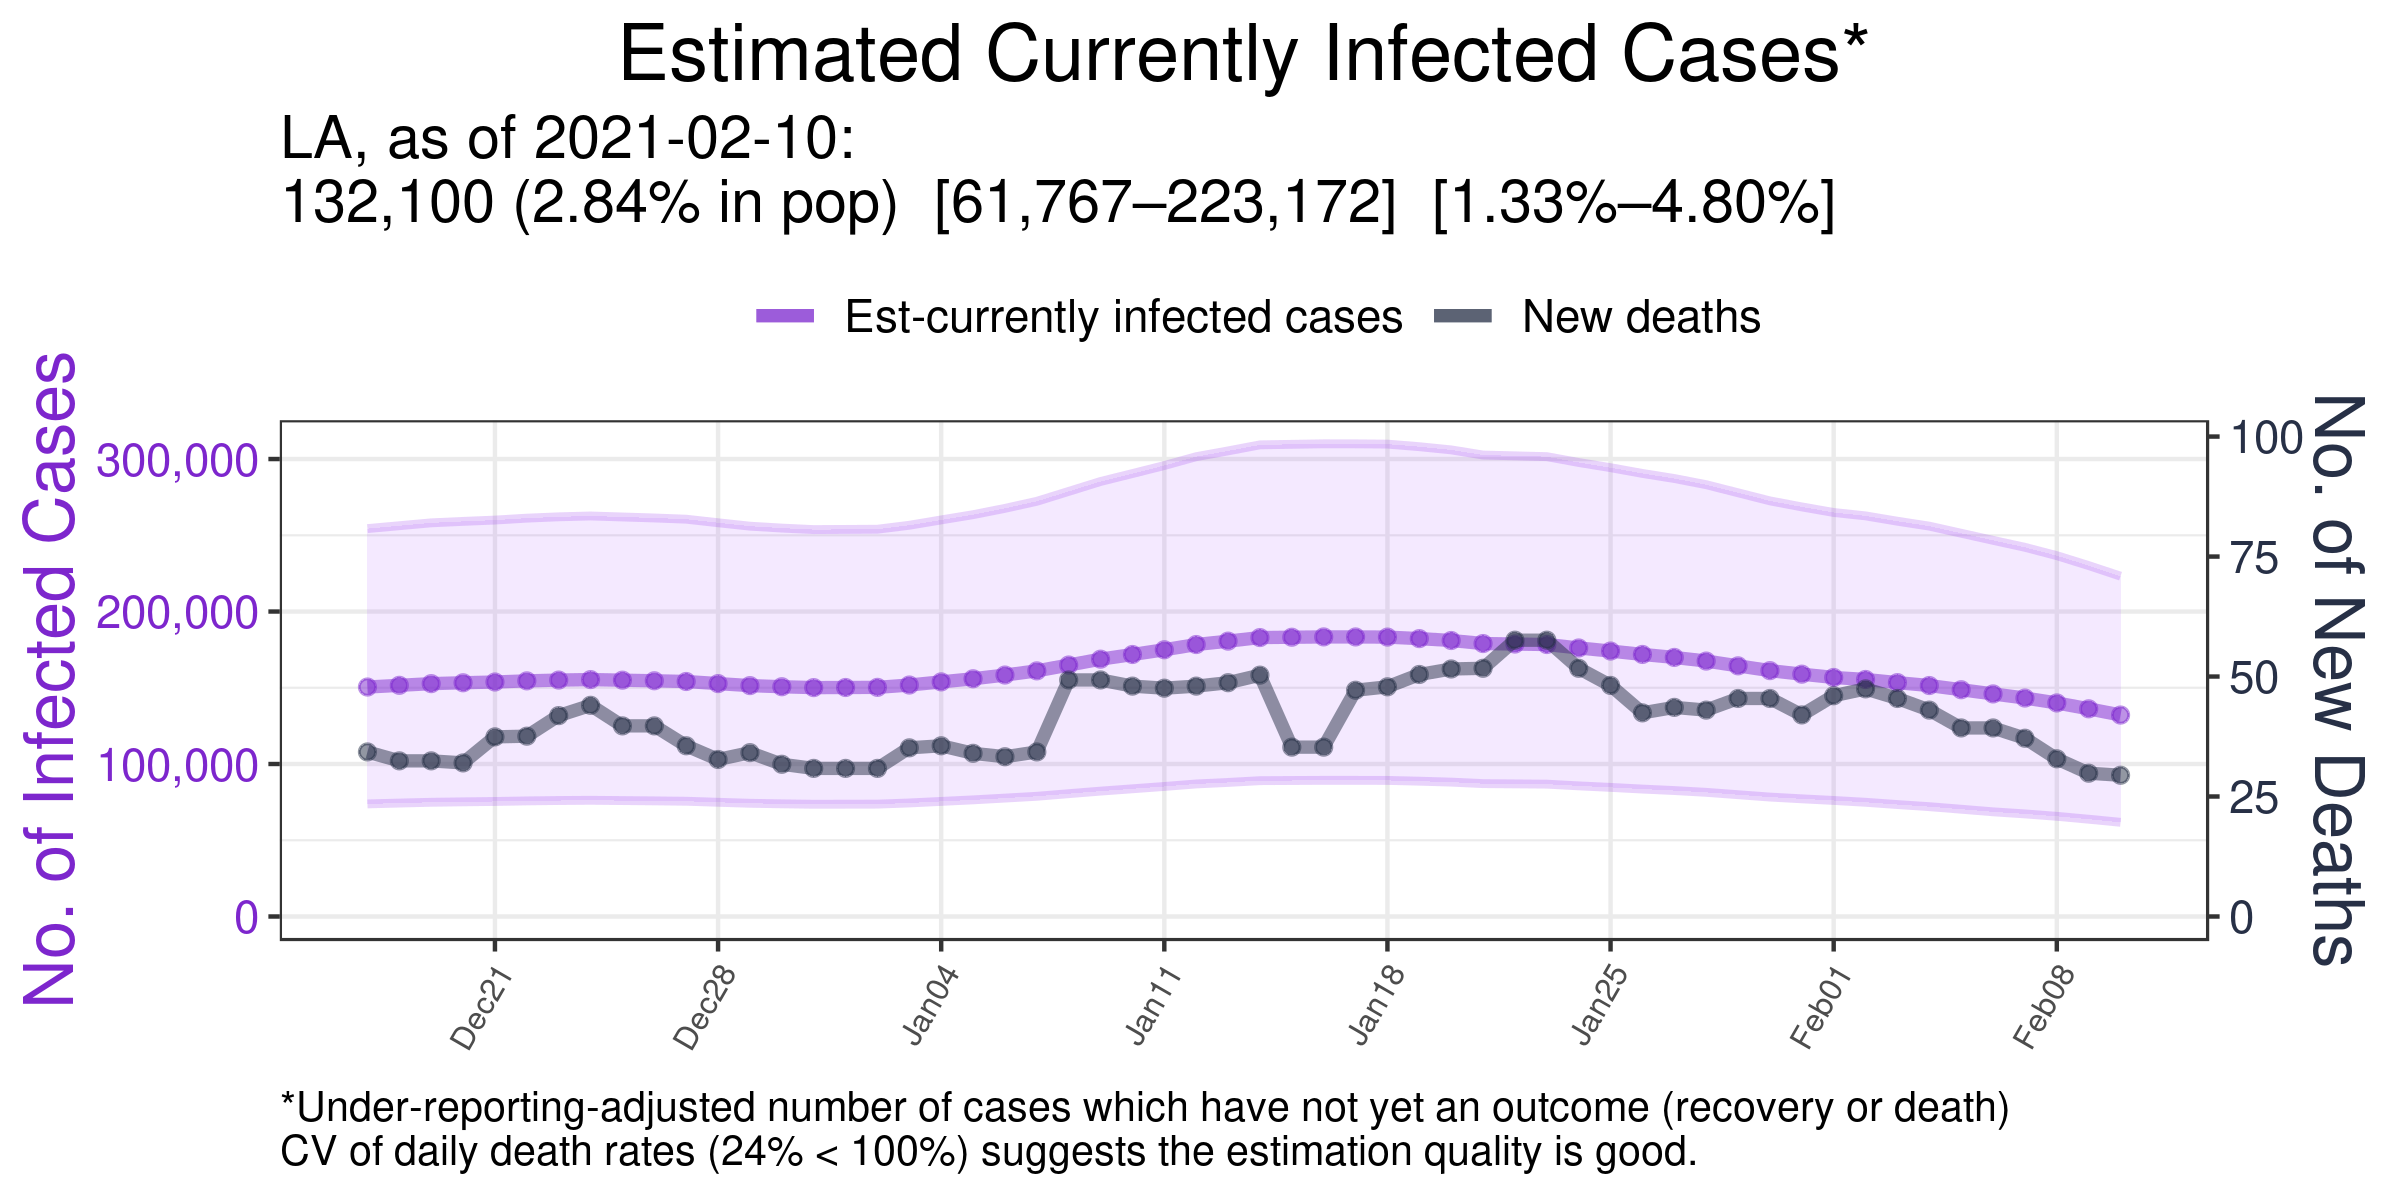 Estimated Currently Infected Cases*
LA, as of 2021-02-10:
132,100 (2.84% in pop)  [61,767–223,172]  [1.33%–4.80%]
Est-currently infected cases
New deaths
No. of Infected Cases
300,000
200,000
100,000
0
100
75
50
25
0
No. of New Deaths
Dec21
Dec28
Jan04
Jan11
Jan18
Jan25
Feb01
Feb08
*Under-reporting-adjusted number of cases which have not yet an outcome (recovery or death)
CV of daily death rates (24% < 100%) suggests the estimation quality is good.